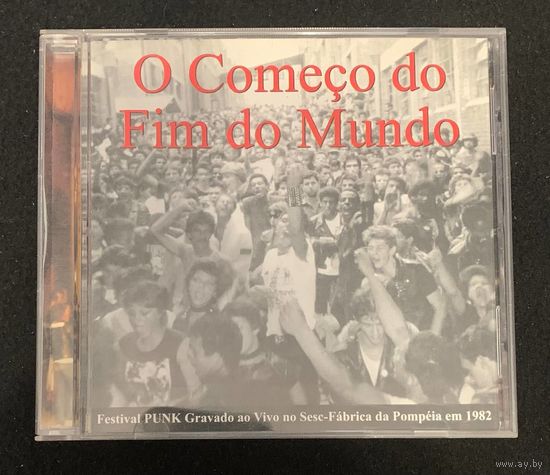 O Começo do
Fim do Mundo
Festival PUNK Gravado ao Vivo no Sesc-Fábrica da Pompéia em 1982
www.ay.by